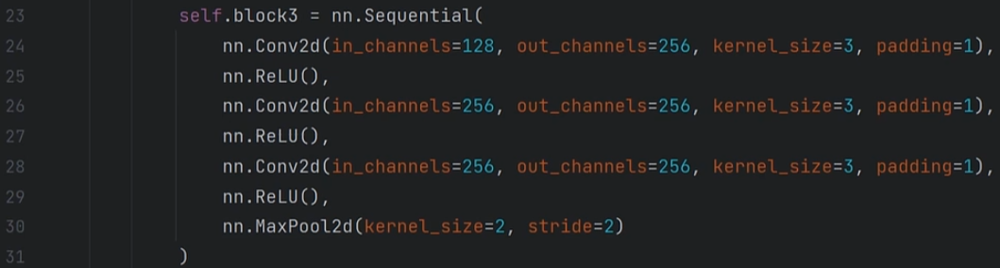 23 self.block3 = nn.Sequential(
24 nn.Conv2d(in_channels=128, out_channels=256, kernel_size=3, padding=1),
25 nn.ReLU(),
26 nn.Conv2d(in_channels=256, out_channels=256, kernel_size=3, padding=1),
27 nn.ReLU(),
28 nn.Conv2d(in_channels=256, out_channels=256, kernel_size=3, padding=1),
29 nn.ReLU(),
30 nn.MaxPool2d(kernel_size=2, stride=2)
31 )